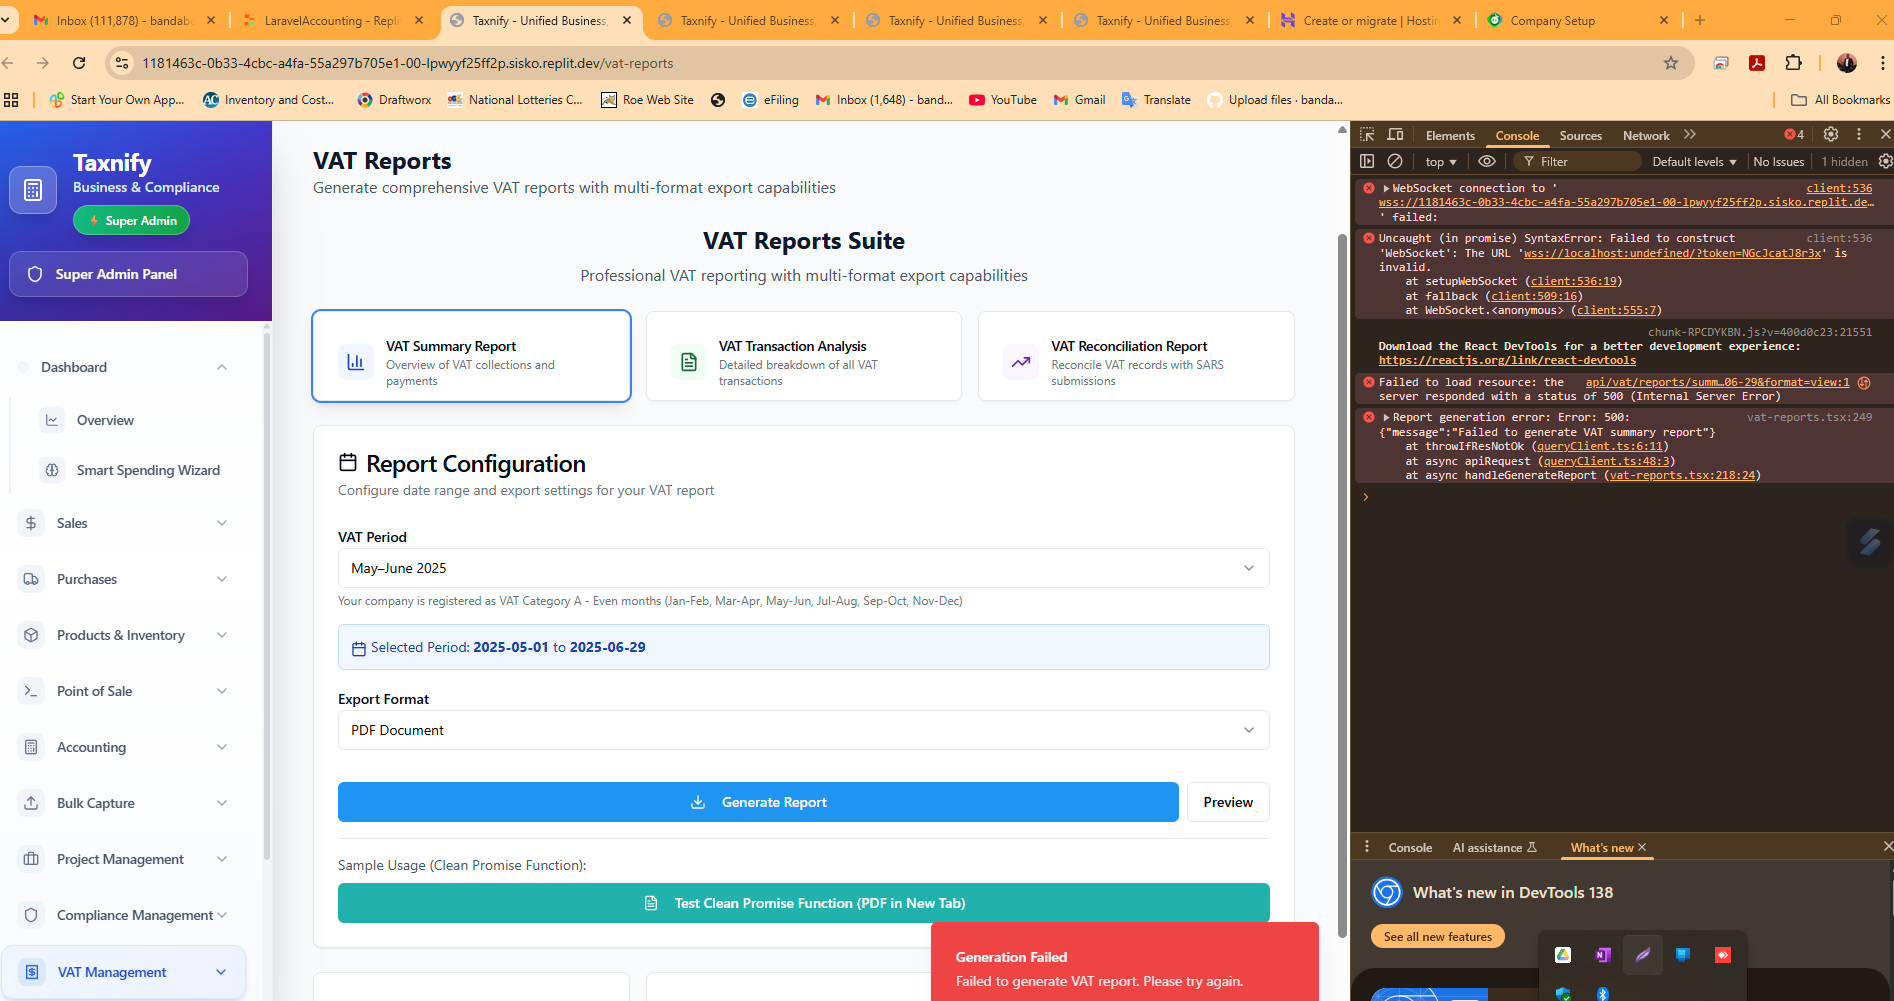 Inbox (111,878) - bandab
LaravelAccounting - Repli
Taxnify - Unified Business,
Taxnify - Unified Business,
Taxnify - Unified Business,
Taxnify - Unified Business
Create or migrate | Hostin
Company Setup
1181463c-0b33-4cbc-a4fa-55a297b705e1-00-lpwyyf25ff2p.sisko.replit.dev/vat-reports
Start Your Own App...
Inventory and Cost...
Draftworx
National Lotteries C...
Roe Web Site
eFiling
Inbox (1,648) - band...
YouTube
Gmail
Translate
Upload files · banda...
All Bookmarks
Taxnify
Business & Compliance
Super Admin
Super Admin Panel
Dashboard
Overview
Smart Spending Wizard
Sales
Purchases
Products & Inventory
Point of Sale
Accounting
Bulk Capture
Project Management
Compliance Management
VAT Management
VAT Reports
Generate comprehensive VAT reports with multi-format export capabilities
VAT Reports Suite
Professional VAT reporting with multi-format export capabilities
VAT Summary Report
Overview of VAT collections and
payments
VAT Transaction Analysis
Detailed breakdown of all VAT
transactions
VAT Reconciliation Report
Reconcile VAT records with SARS
submissions
Report Configuration
Configure date range and export settings for your VAT report
VAT Period
May–June 2025
Your company is registered as VAT Category A - Even months (Jan-Feb, Mar-Apr, May-Jun, Jul-Aug, Sep-Oct, Nov-Dec)
Selected Period: 2025-05-01 to 2025-06-29
Export Format
PDF Document
Generate Report
Preview
Sample Usage (Clean Promise Function):
Test Clean Promise Function (PDF in New Tab)
Generation Failed
Failed to generate VAT report. Please try again.
Elements
Console
Sources
Network
4
top
Filter
Default levels
No Issues
1 hidden
WebSocket connection to ' client:536
wss://1181463c-0b33-4cbc-a4fa-55a297b705e1-00-lpwyyf25ff2p.sisko.replit.de…
' failed:
Uncaught (in promise) SyntaxError: Failed to construct client:536
'WebSocket': The URL 'wss://localhost:undefined/?token=NGcJcatJ8r3x' is
invalid.
at setupWebSocket (client:536:19)
at fallback (client:509:16)
at WebSocket.<anonymous> (client:555:7)
chunk-RPCDYKBN.js?v=400d0c23:21551
Download the React DevTools for a better development experience:
https://reactjs.org/link/react-devtools
Failed to load resource: the api/vat/reports/summ…06-29&format=view:1
server responded with a status of 500 (Internal Server Error)
Report generation error: Error: 500: vat-reports.tsx:249
{"message":"Failed to generate VAT summary report"}
at throwIfResNotOk (queryClient.ts:6:11)
at async apiRequest (queryClient.ts:48:3)
at async handleGenerateReport (vat-reports.tsx:218:24)
Console
AI assistance
What's new
What's new in DevTools 138
See all new features